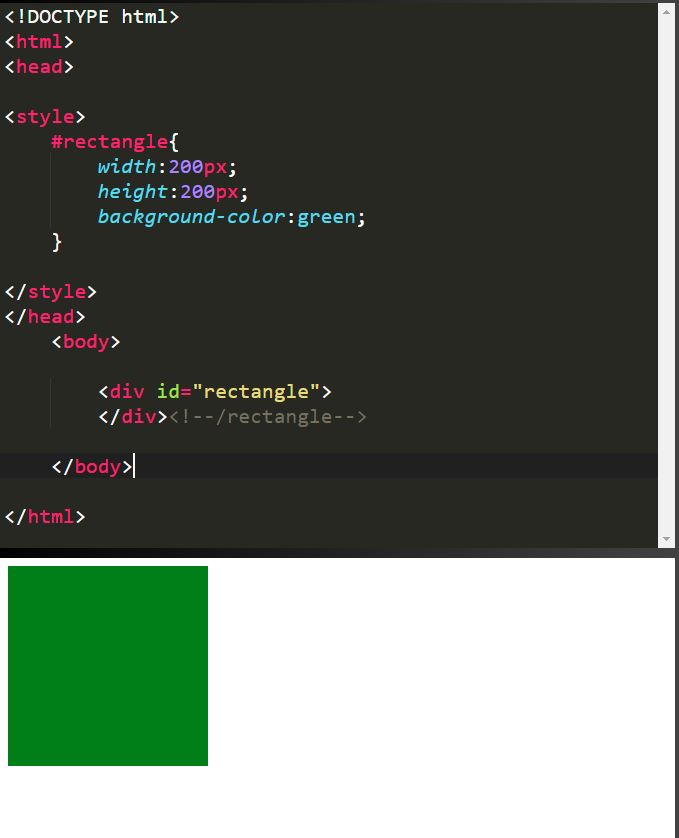 <!DOCTYPE html>
<html>
<head>
<style>
#rectangle{
width:200px;
height:200px;
background-color:green;
}
</style>
</head>
<body>
<div id="rectangle">
</div><!--/rectangle-->
</body>
</html>